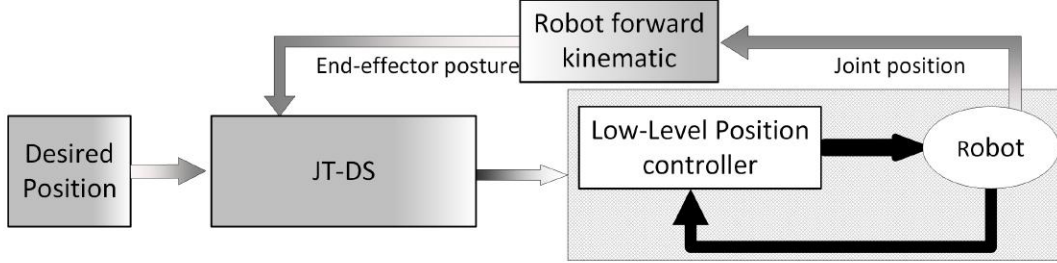 Robot forward
kinematic
End-effector posture
Joint position
Desired
Position
JT-DS
Low-Level Position
controller
Robot